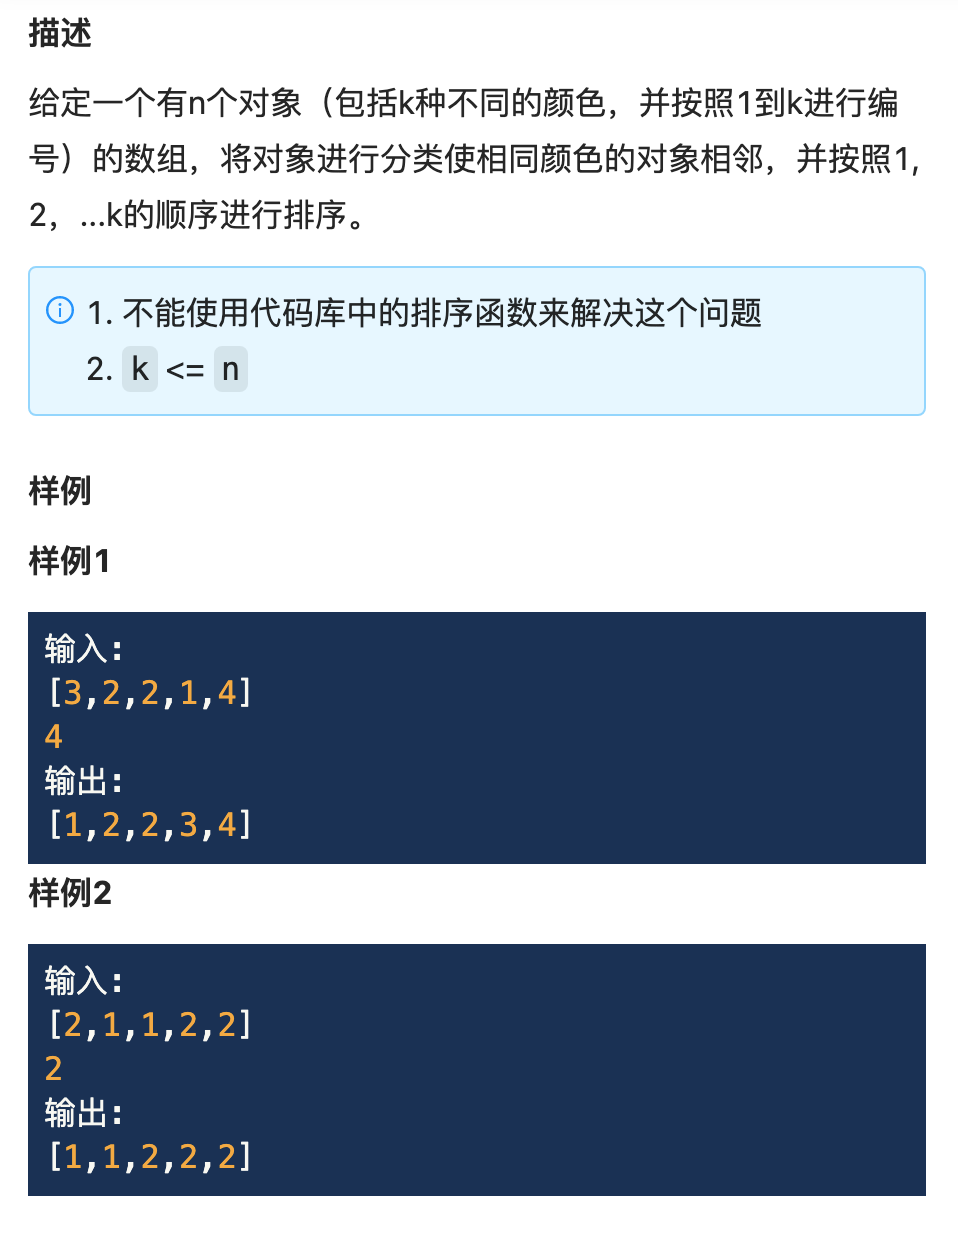 描述
给定一个有n个对象（包括k种不同的颜色，并按照1到k进行编
号）的数组，将对象进行分类使相同颜色的对象相邻，并按照1,
2，...k的顺序进行排序。
1. 不能使用代码库中的排序函数来解决这个问题
2. k <= n
样例
样例1
输入:
[3,2,2,1,4]
4
输出:
[1,2,2,3,4]
样例2
输入:
[2,1,1,2,2]
2
输出:
[1,1,2,2,2]